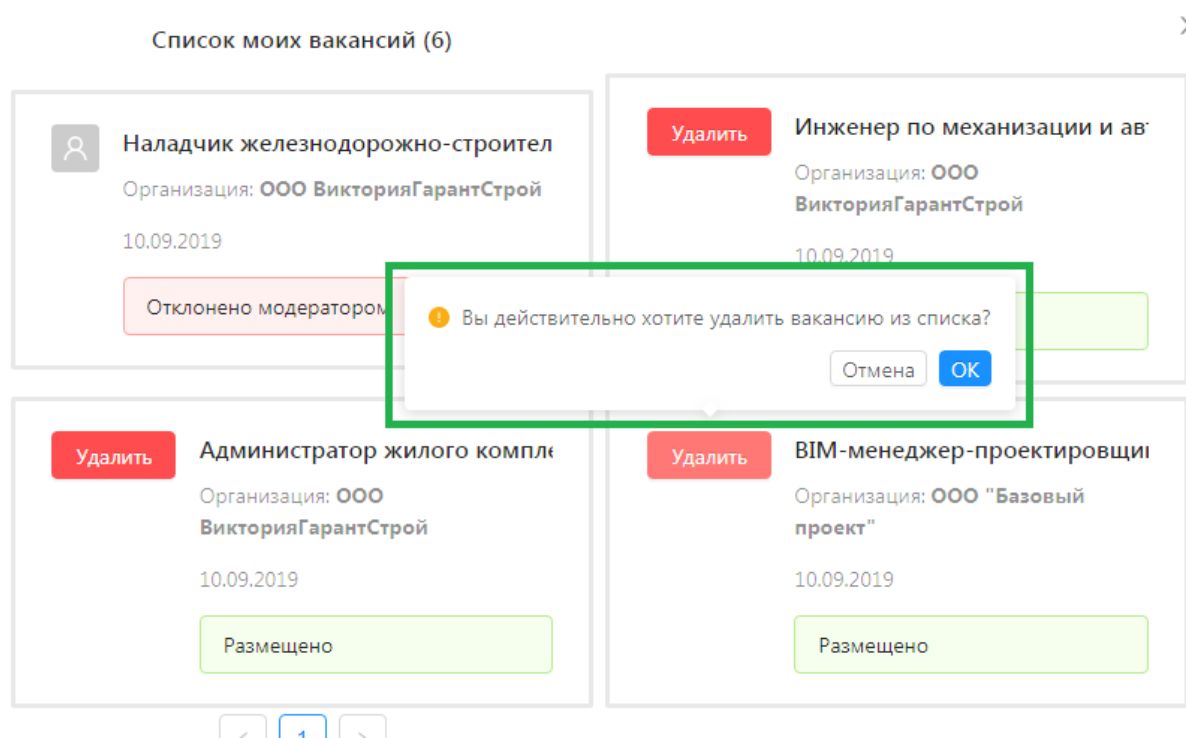 Список моих вакансий (6)
Наладчик железнодорожно-строител
Организация: ООО ВикторияГарантСтрой
10.09.2019
Отклонено модератором
Удалить
Инженер по механизации и ав
Организация: ООО
ВикторияГарантСтрой
10.09.2019
Вы действительно хотите удалить вакансию из списка?
Отмена
ОК
Удалить
Администратор жилого компле
Организация: ООО
ВикторияГарантСтрой
10.09.2019
Размещено
Удалить
BIM-менеджер-проектировщи
Организация: ООО "Базовый
проект"
10.09.2019
Размещено
< 1 >